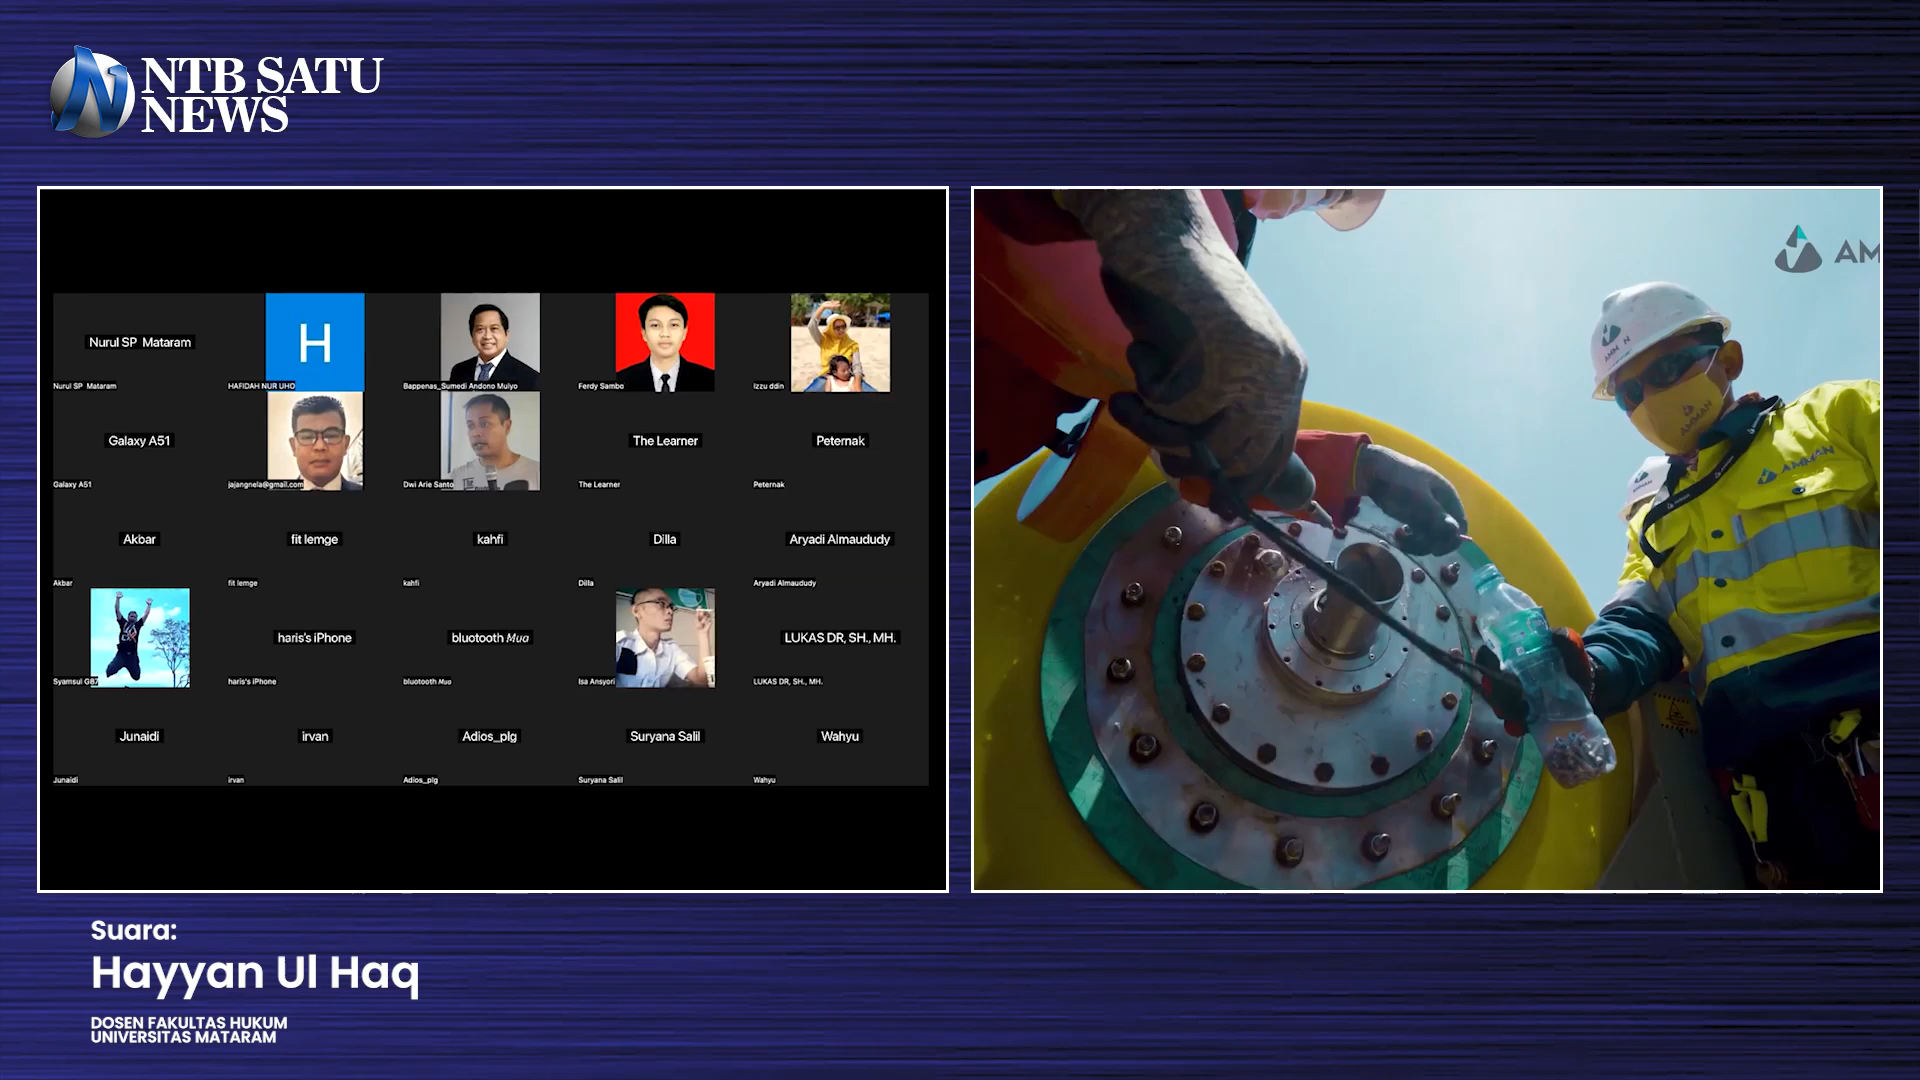 NTB SATU
NEWS
AM
Nurul SP Mataram
H
Nurul SP Mataram
HAFIDAH NUR UHO
Bappenas_Sumedi Andono Mulyo
Ferdy Sambo
Izzu ddin
Galaxy A51
The Learner
Peternak
Galaxy A51
jajangnela@gmail.com
Dwi Arie Santo
The Learner
Peternak
Akbar
fit lemge
kahfi
Dilla
Aryadi Almaududy
Akbar
fit lemge
kahfi
Dilla
Aryadi Almaududy
haris's iPhone
bluotooth Mua
LUKAS DR, SH., MH.
Syamsul G87
haris's iPhone
bluotooth Mua
Isa Ansyori
LUKAS DR, SH., MH.
Junaidi
irvan
Adios_plg
Suryana Salil
Wahyu
Junaidi
irvan
Adios_plg
Suryana Salil
Wahyu
AMMAN
AMMAN
Suara:
Hayyan Ul Haq
DOSEN FAKULTAS HUKUM
UNIVERSITAS MATARAM